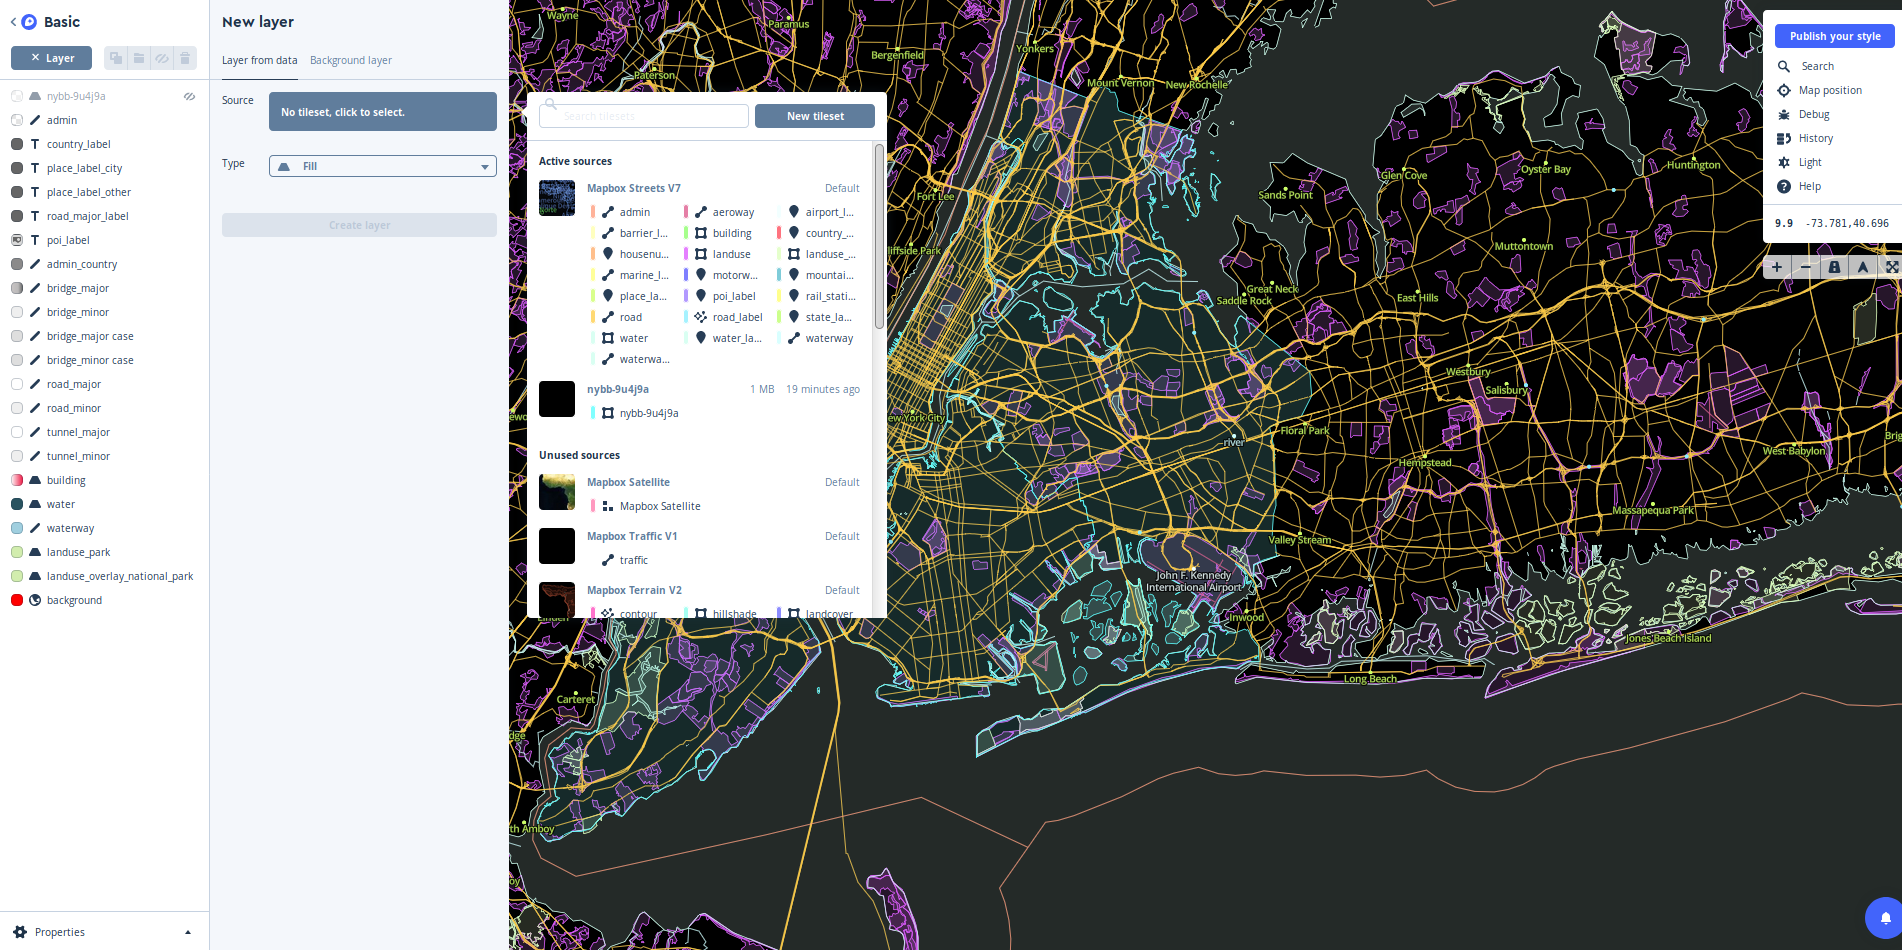 Basic
Layer
nybb-9u4j9a
admin
country_label
place_label_city
place_label_other
road_major_label
poi_label
admin_country
bridge_major
bridge_minor
bridge_major case
bridge_minor case
road_major
road_minor
tunnel_major
tunnel_minor
building
water
waterway
landuse_park
landuse_overlay_national_park
background
Properties
New layer
Layer from data Background layer
Source No tileset, click to select.
Type Fill
Create layer
Search tilesets New tileset
Active sources
Mapbox Streets V7 Default
admin aeroway airport_l...
barrier_l... building country_...
housenu... landuse landuse_...
marine_l... motorw... mountai...
place_la... poi_label rail_stati...
road road_label state_la...
water water_la... waterway
waterwa...
nybb-9u4j9a 1 MB 19 minutes ago
nybb-9u4j9a
Unused sources
Mapbox Satellite Default
Mapbox Satellite
Mapbox Traffic V1 Default
traffic
Mapbox Terrain V2 Default
contour hillshade landcover
Wayne
Paramus
Yonkers
Bergenfield
Paterson
Mount Vernon
New Rochelle
Fort Lee
Sands Point
Glen Cove
Oyster Bay
Huntington
liffside Park
Muttontown
Great Neck
Saddle Rock
East Hills
Westbury
Salisbury
ew York City
ewo
Floral Park
river
Hempstead
West Babylon
Brig
Massapequa Park
Valley Stream
John F. Kennedy
International Airport
Inwood
Linden
Jones Beach Island
Long Beach
Carteret
dge
th Amboy
oy
Publish your style
Search
Map position
Debug
History
Light
Help
9.9 -73.781,40.696